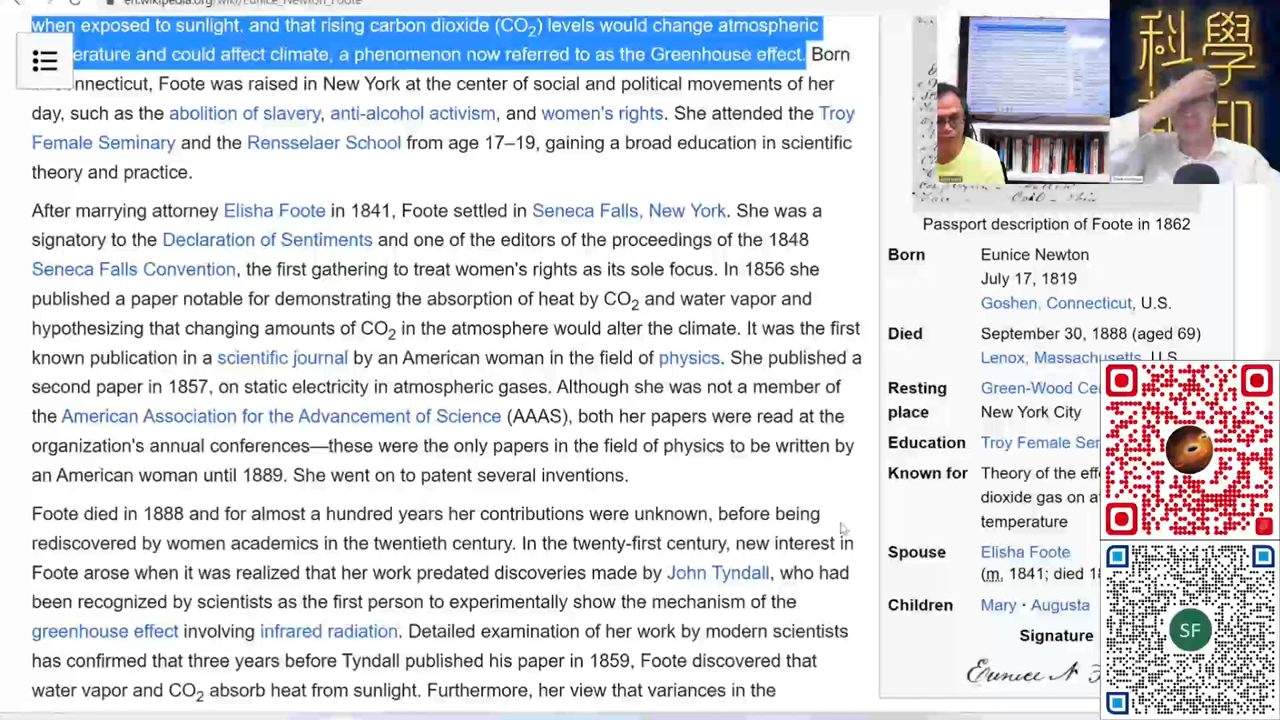 en.wikipedia.org/wiki/Eunice_Newton_Foote
when exposed to sunlight, and that rising carbon dioxide (CO2) levels would change atmospheric
erature and could affect climate, a phenomenon now referred to as the Greenhouse effect. Born
onnecticut, Foote was raised in New York at the center of social and political movements of her
day, such as the abolition of slavery, anti-alcohol activism, and women's rights. She attended the Troy
Female Seminary and the Rensselaer School from age 17–19, gaining a broad education in scientific
theory and practice.
After marrying attorney Elisha Foote in 1841, Foote settled in Seneca Falls, New York. She was a
signatory to the Declaration of Sentiments and one of the editors of the proceedings of the 1848
Seneca Falls Convention, the first gathering to treat women's rights as its sole focus. In 1856 she
published a paper notable for demonstrating the absorption of heat by CO2 and water vapor and
hypothesizing that changing amounts of CO2 in the atmosphere would alter the climate. It was the first
known publication in a scientific journal by an American woman in the field of physics. She published a
second paper in 1857, on static electricity in atmospheric gases. Although she was not a member of
the American Association for the Advancement of Science (AAAS), both her papers were read at the
organization's annual conferences—these were the only papers in the field of physics to be written by
an American woman until 1889. She went on to patent several inventions.
Foote died in 1888 and for almost a hundred years her contributions were unknown, before being
rediscovered by women academics in the twentieth century. In the twenty-first century, new interest in
Foote arose when it was realized that her work predated discoveries made by John Tyndall, who had
been recognized by scientists as the first person to experimentally show the mechanism of the
greenhouse effect involving infrared radiation. Detailed examination of her work by modern scientists
has confirmed that three years before Tyndall published his paper in 1859, Foote discovered that
water vapor and CO2 absorb heat from sunlight. Furthermore, her view that variances in the
科學
Passport description of Foote in 1862
Born Eunice Newton
July 17, 1819
Goshen, Connecticut, U.S.
Died September 30, 1888 (aged 69)
Lenox, Massachusetts, U.S.
Resting place Green-Wood Ce
New York City
Education Troy Female Ser
Known for Theory of the eff
dioxide gas on at
temperature
Spouse Elisha Foote
(m. 1841; died 18
Children Mary · Augusta
Signature
Eunice N
SF